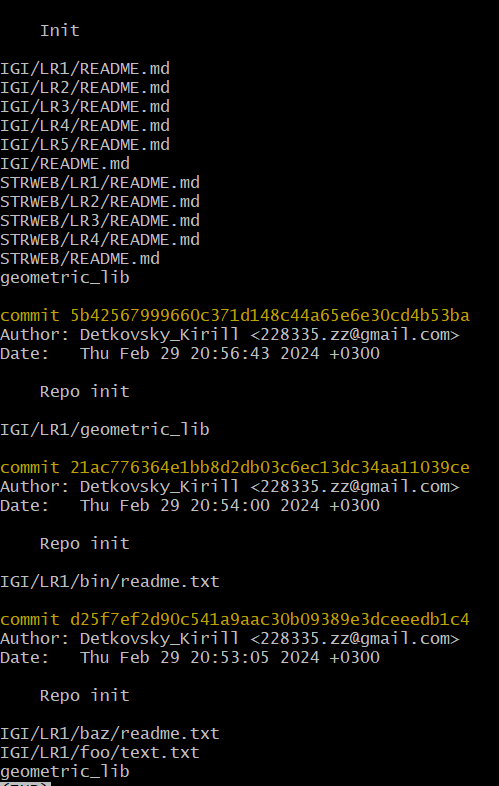 Init
IGI/LR1/README.md
IGI/LR2/README.md
IGI/LR3/README.md
IGI/LR4/README.md
IGI/LR5/README.md
IGI/README.md
STRWEB/LR1/README.md
STRWEB/LR2/README.md
STRWEB/LR3/README.md
STRWEB/LR4/README.md
STRWEB/README.md
geometric_lib
commit 5b42567999660c371d148c44a65e6e30cd4b53ba
Author: Detkovsky_Kirill <228335.zz@gmail.com>
Date:   Thu Feb 29 20:56:43 2024 +0300
Repo init
IGI/LR1/geometric_lib
commit 21ac776364e1bb8d2db03c6ec13dc34aa11039ce
Author: Detkovsky_Kirill <228335.zz@gmail.com>
Date:   Thu Feb 29 20:54:00 2024 +0300
Repo init
IGI/LR1/bin/readme.txt
commit d25f7ef2d90c541a9aac30b09389e3dceeedb1c4
Author: Detkovsky_Kirill <228335.zz@gmail.com>
Date:   Thu Feb 29 20:53:05 2024 +0300
Repo init
IGI/LR1/baz/readme.txt
IGI/LR1/foo/text.txt
geometric_lib